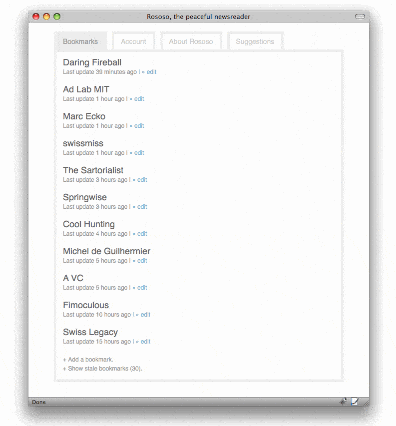 Rososo, the peaceful newsreader
Bookmarks Account About Rososo Suggestions
Daring Fireball
Last update 39 minutes ago | × edit
Ad Lab MIT
Last update 1 hour ago | × edit
Marc Ecko
Last update 1 hour ago | × edit
swissmiss
Last update 1 hour ago | × edit
The Sartorialist
Last update 3 hours ago | × edit
Springwise
Last update 3 hours ago | × edit
Cool Hunting
Last update 4 hours ago | × edit
Michel de Guilhermier
Last update 5 hours ago | × edit
A VC
Last update 9 hours ago | × edit
Fimoculous
Last update 10 hours ago | × edit
Swiss Legacy
Last update 15 hours ago | × edit
+ Add a bookmark.
+ Show stale bookmarks (30).
Done